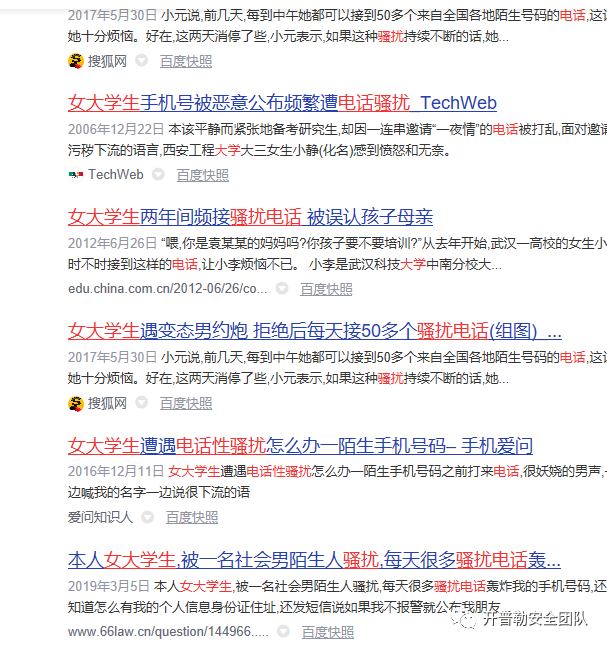 2017年5月30日 小元说,前几天,每到中午她都可以接到50多个来自全国各地陌生号码的电话,这
她十分烦恼。好在,这两天消停了些,小元表示,如果这种骚扰持续不断的话,她...
搜狐网 百度快照
女大学生手机号被恶意公布频繁遭电话骚扰_TechWeb
2006年12月22日 本该平静而紧张地备考研究生,却因一连串邀请“一夜情”的电话被打乱,面对邀
污秽下流的语言,西安工程大学大三女生小静(化名)感到愤怒和无奈。
TechWeb 百度快照
女大学生两年间频接骚扰电话 被误认孩子母亲
2012年6月26日 “喂,你是袁某某的妈妈吗?你孩子要不要培训?”从去年开始,武汉一高校的女生小
时不时接到这样的电话,让小李烦恼不已。 小李是武汉科技大学中南分校大...
edu.china.com.cn/2012-06/26/co... 百度快照
女大学生遇变态男约炮 拒绝后每天接50多个骚扰电话(组图)_...
2017年5月30日 小元说,前几天,每到中午她都可以接到50多个来自全国各地陌生号码的电话,这
她十分烦恼。好在,这两天消停了些,小元表示,如果这种骚扰持续不断的话,她...
搜狐网 百度快照
女大学生遭遇电话性骚扰怎么办一陌生手机号码– 手机爱问
2016年12月11日 女大学生遭遇电话性骚扰怎么办一陌生手机号码之前打来电话,很妖娆的男声,
边喊我的名字一边说很下流的语
爱问知识人 百度快照
本人女大学生,被一名社会男陌生人骚扰,每天很多骚扰电话轰...
2019年3月5日 本人女大学生,被一名社会男陌生人骚扰,每天很多骚扰电话轰炸我的手机号码,还
知道怎么有我的个人信息身份证住址,还发短信说如果我不报警就公布我朋友
www.66law.cn/question/144966..... 百度快照
开普勒安全团队